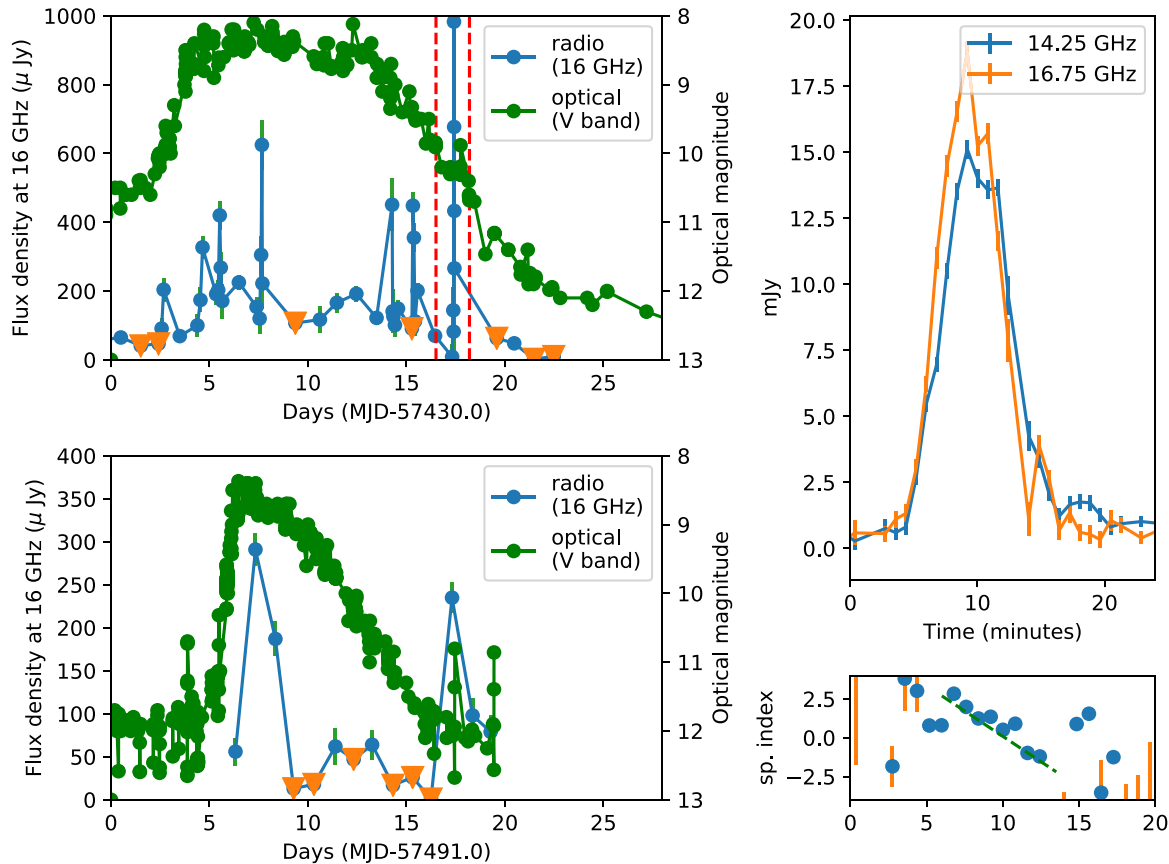 1000
800
600
400
200
0
Flux density at 16 GHz (μ Jy)
8
9
10
11
12
13
Optical magnitude
radio
(16 GHz)
optical
(V band)
0 5 10 15 20 25
Days (MJD-57430.0)
400
350
300
250
200
150
100
50
0
Flux density at 16 GHz (μ Jy)
8
9
10
11
12
13
Optical magnitude
radio
(16 GHz)
optical
(V band)
0 5 10 15 20 25
Days (MJD-57491.0)
20.0
17.5
15.0
12.5
10.0
7.5
5.0
2.5
0.0
mJy
14.25 GHz
16.75 GHz
0 10 20
Time (minutes)
2.5
0.0
−2.5
sp. index
0 5 10 15 20